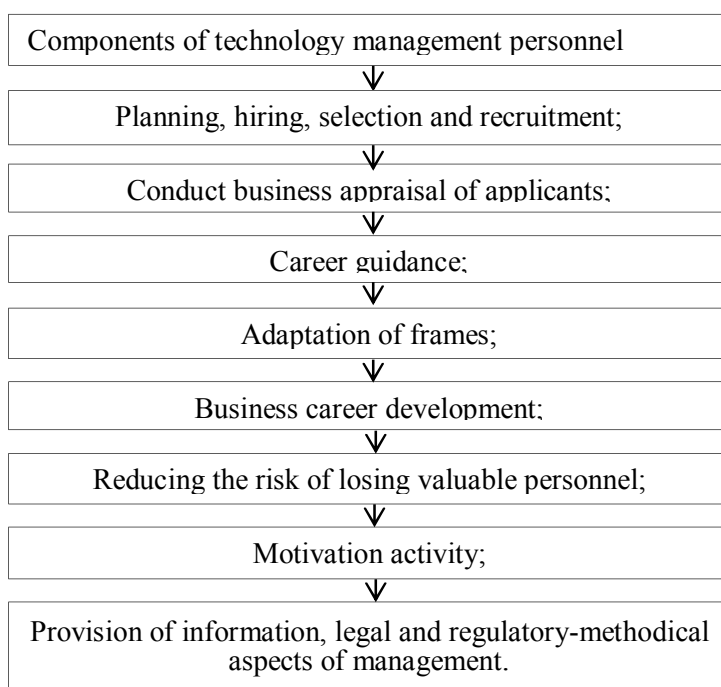 Components of technology management personnel
Planning, hiring, selection and recruitment;
Conduct business appraisal of applicants;
Career guidance;
Adaptation of frames;
Business career development;
Reducing the risk of losing valuable personnel;
Motivation activity;
Provision of information, legal and regulatory-methodical
aspects of management.